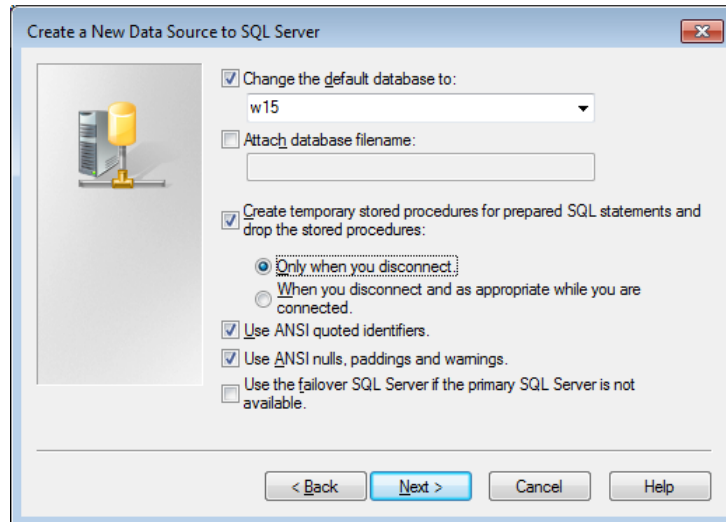 Create a New Data Source to SQL Server
Change the default database to:
w15
Attach database filename:
Create temporary stored procedures for prepared SQL statements and
drop the stored procedures:
Only when you disconnect.
When you disconnect and as appropriate while you are
connected.
Use ANSI quoted identifiers.
Use ANSI nulls, paddings and warnings.
Use the failover SQL Server if the primary SQL Server is not
available.
< Back Next > Cancel Help